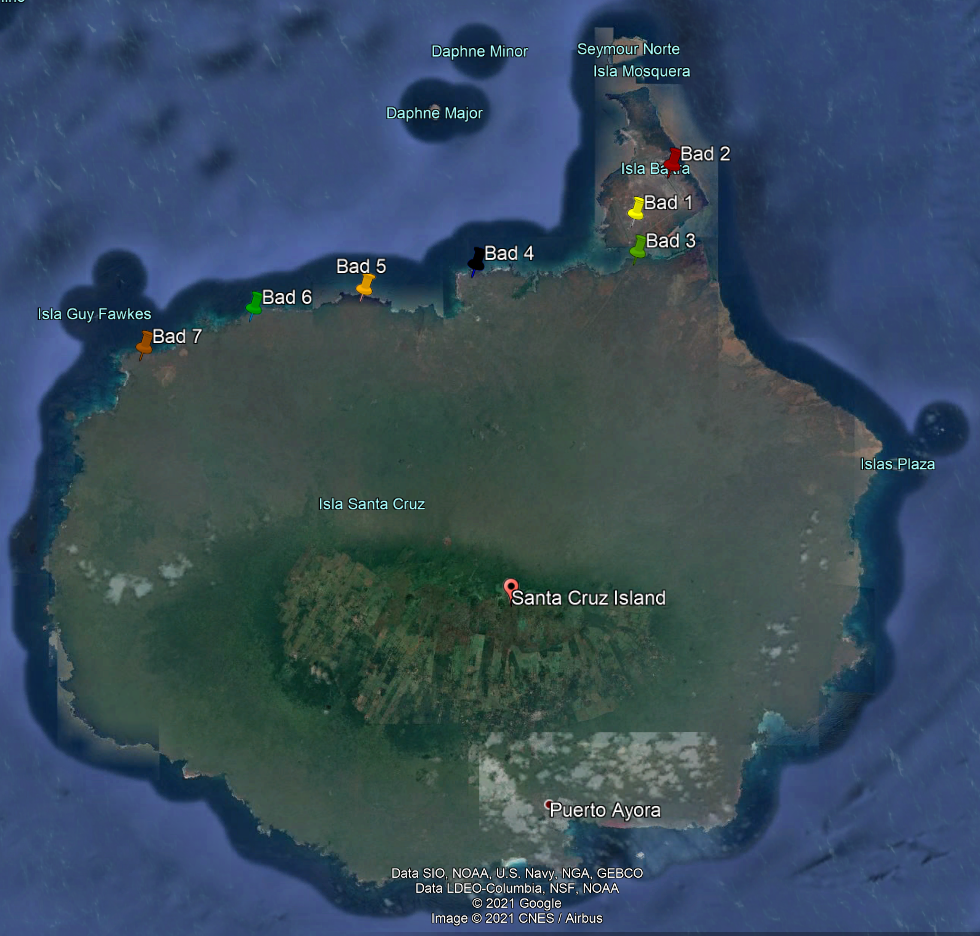 Daphne Minor
Seymour Norte
Isla Mosquera
Daphne Major
Bad 2
Isla Baltra
Bad 1
Bad 3
Bad 4
Bad 5
Bad 6
Isla Guy Fawkes
Bad 7
Islas Plaza
Isla Santa Cruz
Santa Cruz Island
Puerto Ayora
Data SIO, NOAA, U.S. Navy, NGA, GEBCO
Data LDEO-Columbia, NSF, NOAA
© 2021 Google
Image © 2021 CNES / Airbus